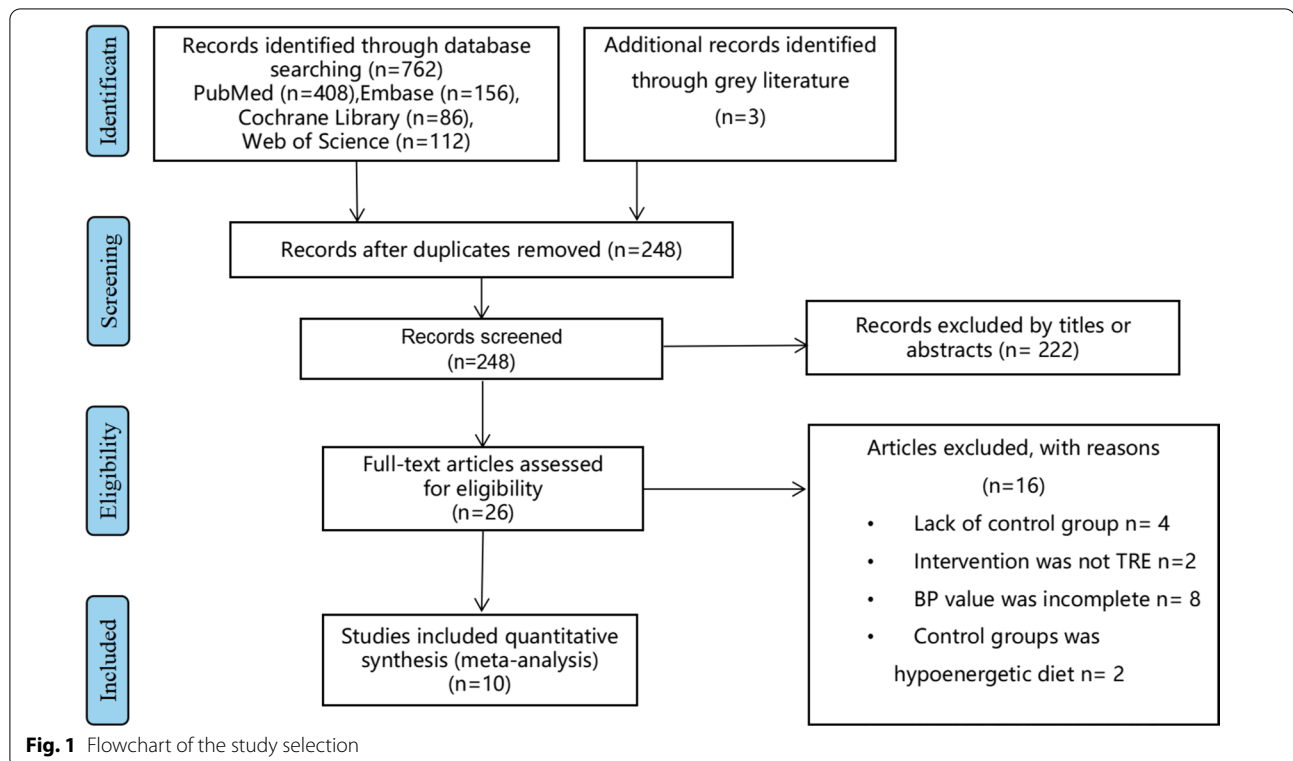 Identificatn
Records identified through database
searching (n=762)
PubMed (n=408),Embase (n=156),
Cochrane Library (n=86),
Web of Science (n=112)
Additional records identified
through grey literature
(n=3)
Screening
Records after duplicates removed (n=248)
Records screened
(n=248)
Records excluded by titles or
abstracts (n= 222)
Eligibility
Full-text articles assessed
for eligibility
(n=26)
Articles excluded, with reasons
(n=16)
• Lack of control group n= 4
• Intervention was not TRE n=2
• BP value was incomplete n= 8
• Control groups was
hypoenergetic diet n= 2
Included
Studies included quantitative
synthesis (meta-analysis)
(n=10)
Fig. 1 Flowchart of the study selection